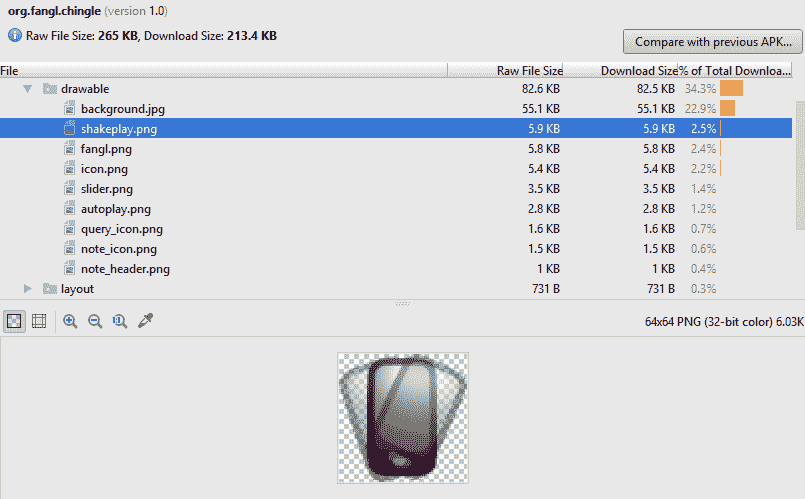 org.fangl.chingle (version 1.0)
Raw File Size: 265 KB, Download Size: 213.4 KB
Compare with previous APK...
File Raw File Size Download Size % of Total Downloa...
drawable 82.6 KB 82.5 KB 34.3%
background.jpg 55.1 KB 55.1 KB 22.9%
shakeplay.png 5.9 KB 5.9 KB 2.5%
fangl.png 5.8 KB 5.8 KB 2.4%
icon.png 5.4 KB 5.4 KB 2.2%
slider.png 3.5 KB 3.5 KB 1.4%
autoplay.png 2.8 KB 2.8 KB 1.2%
query_icon.png 1.6 KB 1.6 KB 0.7%
note_icon.png 1.5 KB 1.5 KB 0.6%
note_header.png 1 KB 1 KB 0.4%
layout 731 B 731 B 0.3%
64x64 PNG (32-bit color) 6.03K